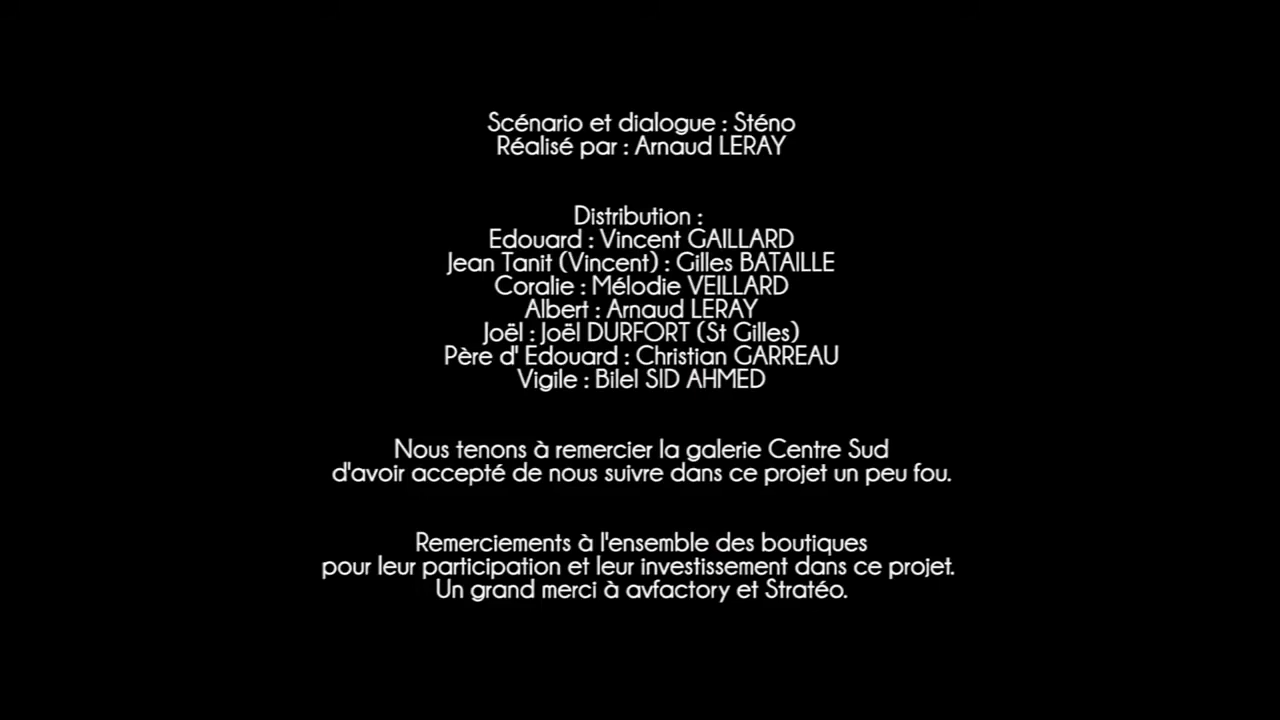 Scénario et dialogue : Sténo
Réalisé par : Arnaud LERAY
Distribution :
Edouard : Vincent GAILLARD
Jean Tanit (Vincent) : Gilles BATAILLE
Coralie : Mélodie VEILLARD
Albert : Arnaud LERAY
Joël : Joël DURFORT (St Gilles)
Père d' Edouard : Christian GARREAU
Vigile : Bilel SID AHMED
Nous tenons à remercier la galerie Centre Sud
d'avoir accepté de nous suivre dans ce projet un peu fou.
Remerciements à l'ensemble des boutiques
pour leur participation et leur investissement dans ce projet.
Un grand merci à avfactory et Stratéo.